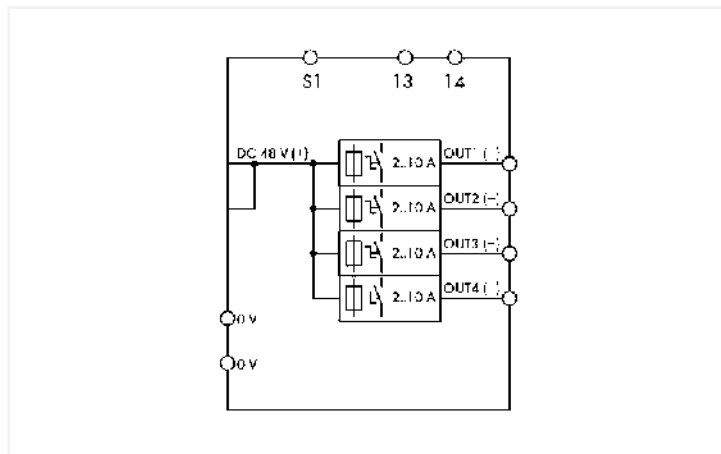 S1 13 14
DC 48 V (+)
2..10 A OUT1 (+)
2..10 A OUT2 (+)
2..10 A OUT3 (+)
2..10 A OUT4 (+)
0 V
0 V